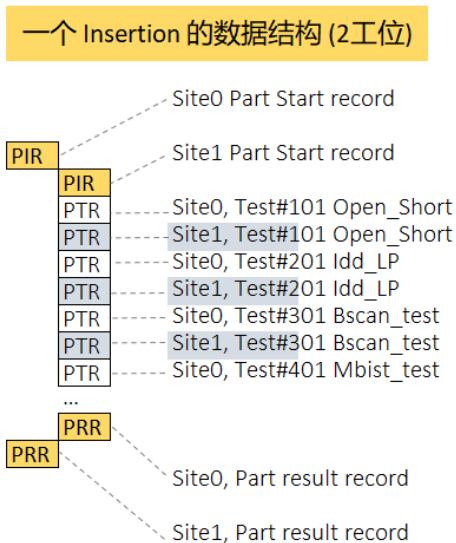 一个 Insertion 的数据结构 (2工位)
Site0 Part Start record
PIR
Site1 Part Start record
PIR
PTR Site0, Test#101 Open_Short
PTR Site1, Test#101 Open_Short
PTR Site0, Test#201 Idd_LP
PTR Site1, Test#201 Idd_LP
PTR Site0, Test#301 Bscan_test
PTR Site1, Test#301 Bscan_test
PTR Site0, Test#401 Mbist_test
...
PRR
PRR
Site0, Part result record
Site1, Part result record